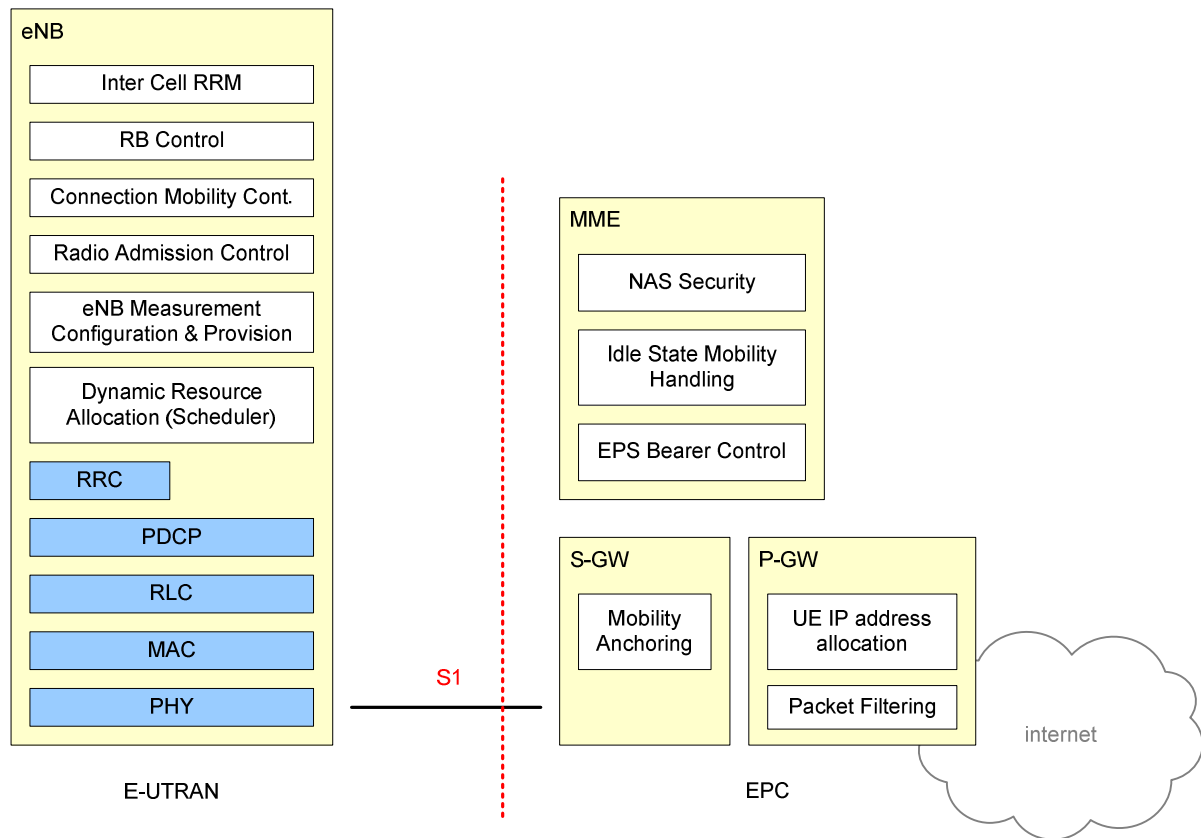 eNB
Inter Cell RRM
RB Control
Connection Mobility Cont.
Radio Admission Control
eNB Measurement
Configuration & Provision
Dynamic Resource
Allocation (Scheduler)
RRC
PDCP
RLC
MAC
PHY
E-UTRAN
S1
MME
NAS Security
Idle State Mobility
Handling
EPS Bearer Control
S-GW
Mobility
Anchoring
P-GW
UE IP address
allocation
Packet Filtering
internet
EPC